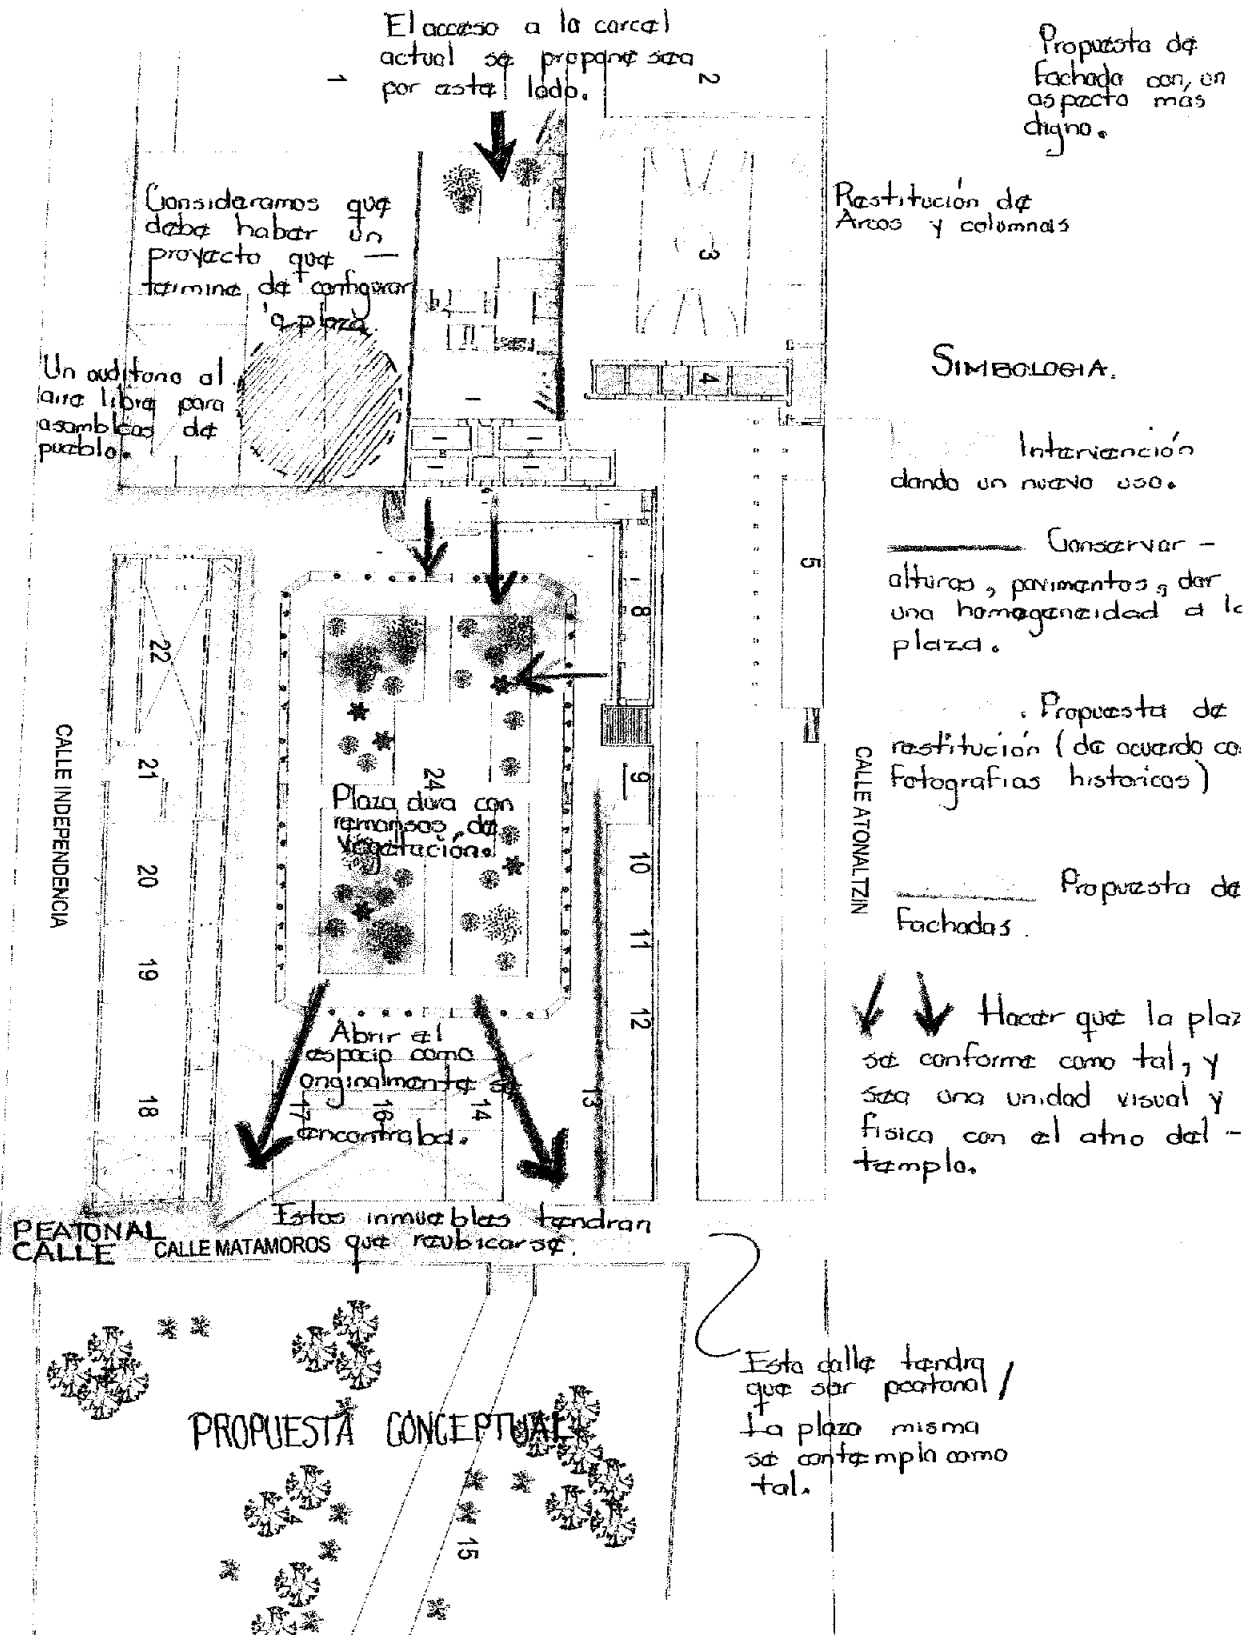 El acceso a la carcel
actual se propone sea
por este lado.
Propuesta de
fachada con, un
aspecto mas
digno.
1
2
Consideramos que
debe haber un
proyecto que —
termine de configurar
la plaza.
Restitución de
Arcos y columnas
3
Un auditorio al
aire libre para
asambleas de
pueblo.
4
SIMBOLOGIA.
Intervención
dando un nuevo uso.
Conservar –
alturas, pavimentos, dar
una homogeneidad a la
plaza.
Propuesta de
restitución (de acuerdo co
fotografias historicas)
Propuesta de
Fachadas.
Hacer que la plaz
se conforme como tal, y
sea una unidad visual y
fisica con el atrio del –
templo.
5
8
22
21
20
19
18
CALLE INDEPENDENCIA
24
Plaza dura con
remansos de
Vegetación.
9
10
11
12
13
CALLE ATONALTZIN
Abrir el
espacio como
originalmente
encontraba.
17
16
14
Estos inmuebles tendran
que reubicarse.
PEATONAL
CALLE
CALLE MATAMOROS
Esta calle tendra
que ser peatonal /
La plaza misma
se contempla como
tal.
PROPUESTA CONCEPTUAL
15